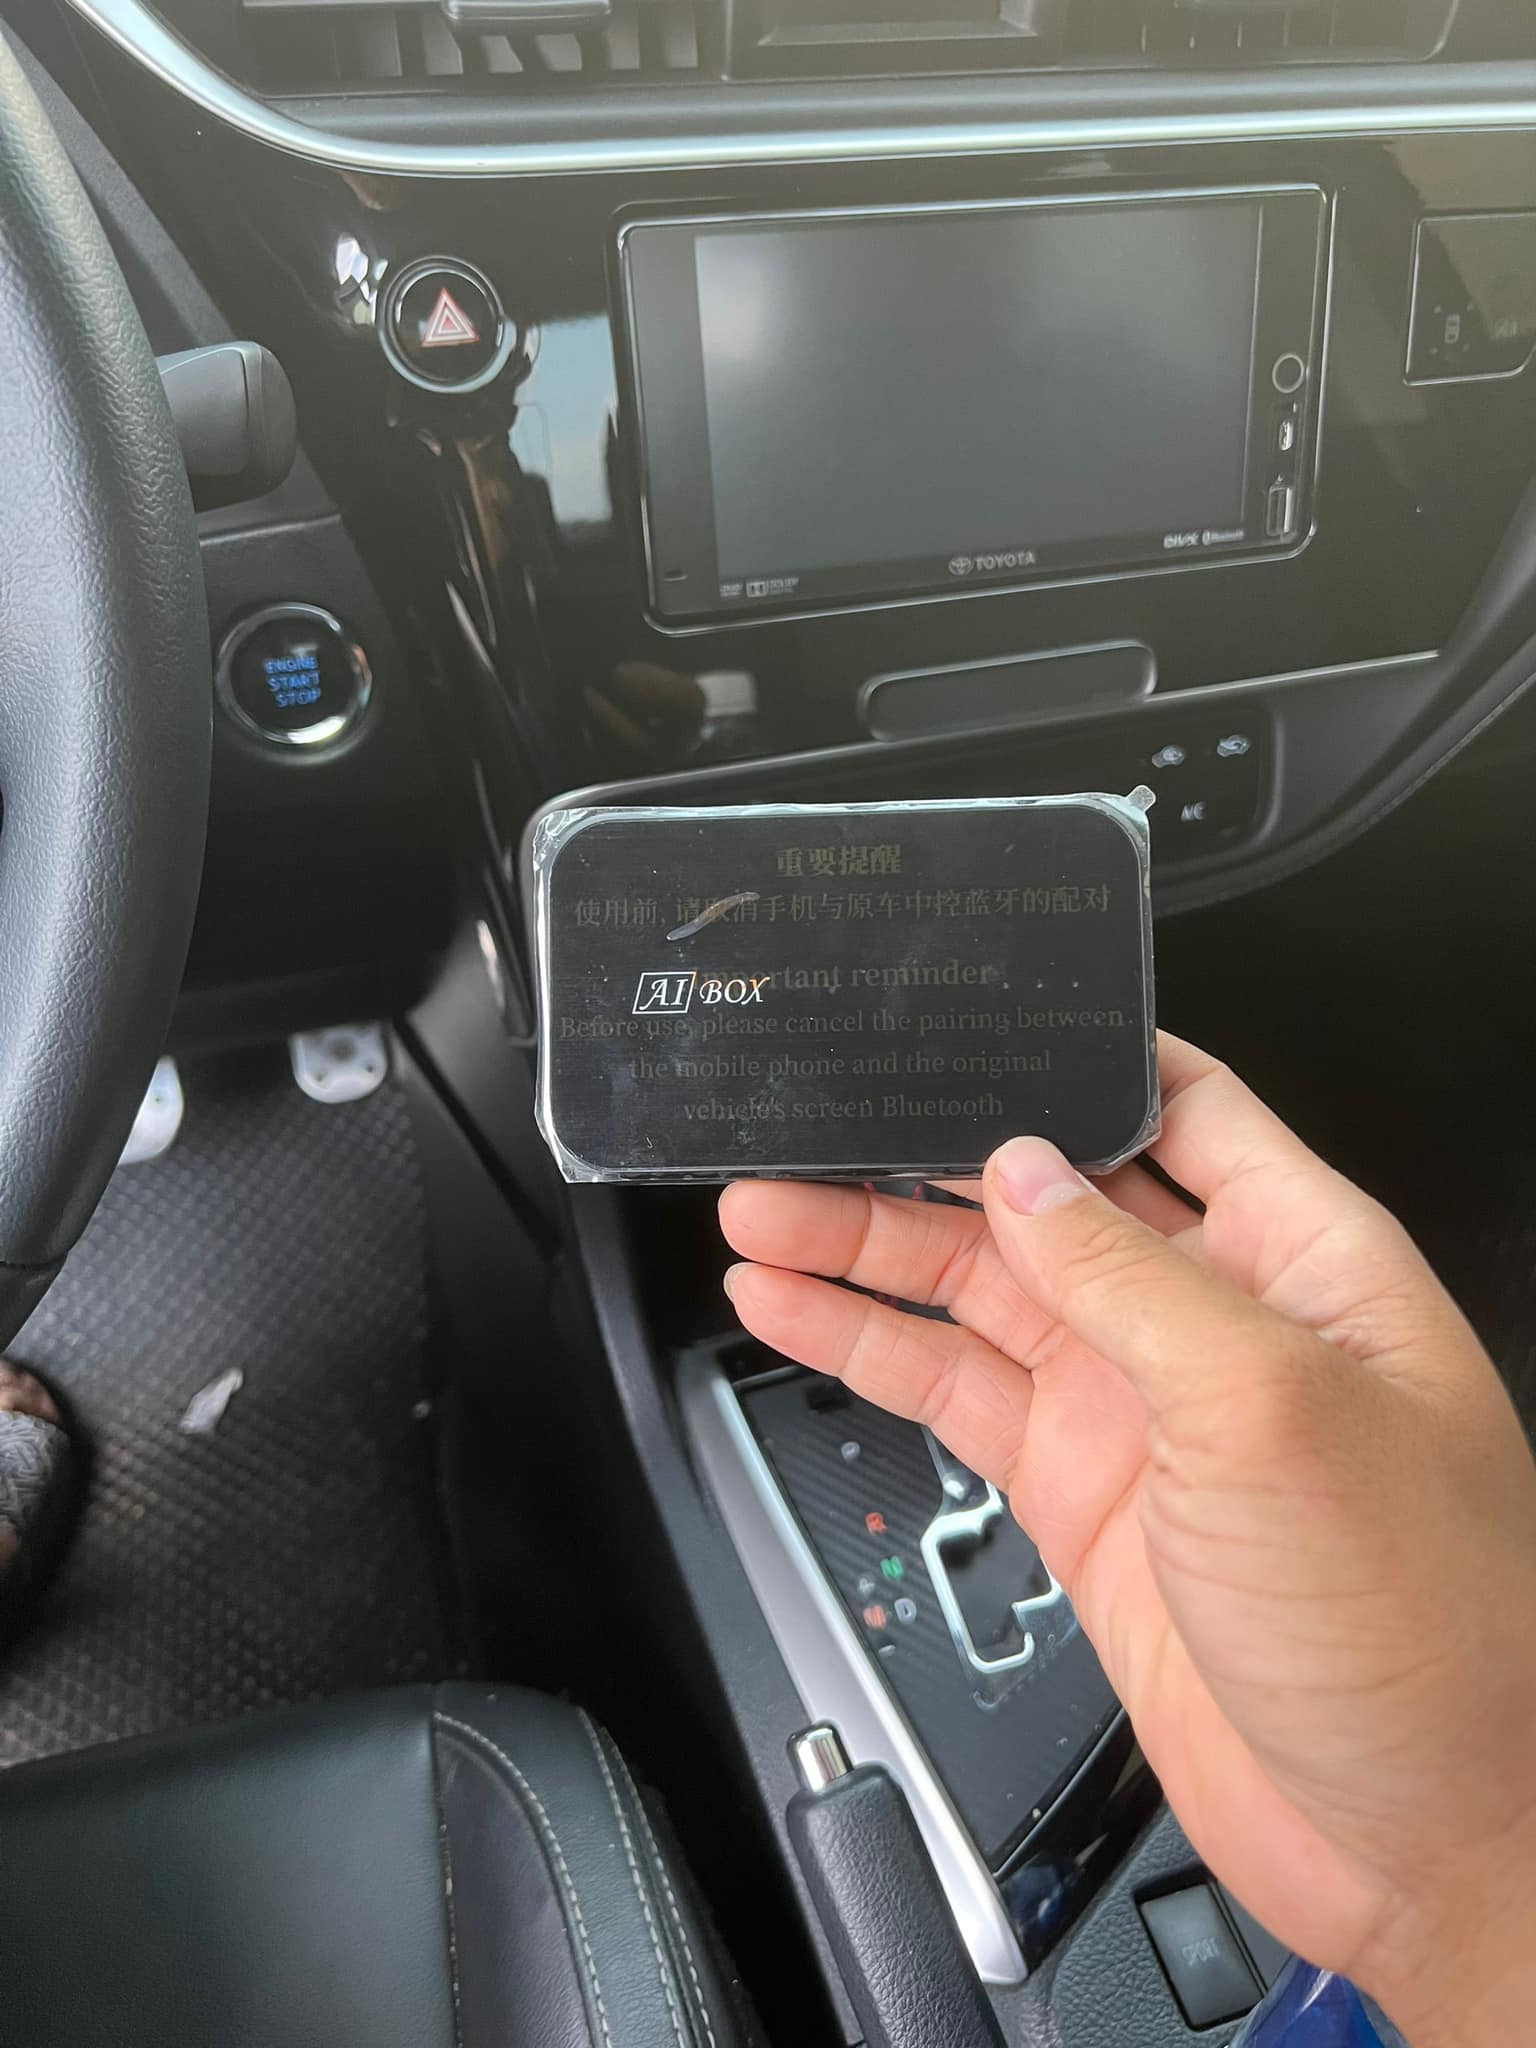 TOYOTA
ENGINE
START
STOP
A/C
重要提醒
使用前, 请取消手机与原车中控蓝牙的配对
Important reminder
AI BOX
Before use, please cancel the pairing between
the mobile phone and the original
vehicle's screen Bluetooth
R
N
D
SPORT